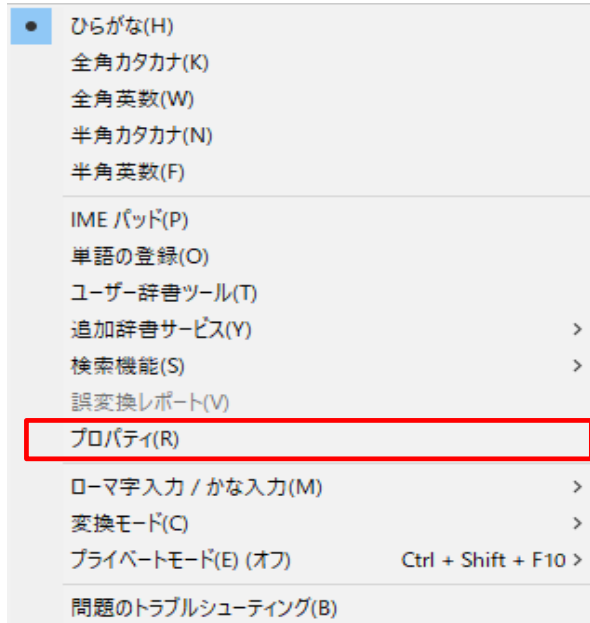 ひらがな(H)
全角カタカナ(K)
全角英数(W)
半角カタカナ(N)
半角英数(F)
IME パッド(P)
単語の登録(O)
ユーザー辞書ツール(T)
追加辞書サービス(Y) >
検索機能(S) >
誤変換レポート(V)
プロパティ(R)
ローマ字入力 / かな入力(M) >
変換モード(C) >
プライベートモード(E) (オフ) Ctrl + Shift + F10 >
問題のトラブルシューティング(B)